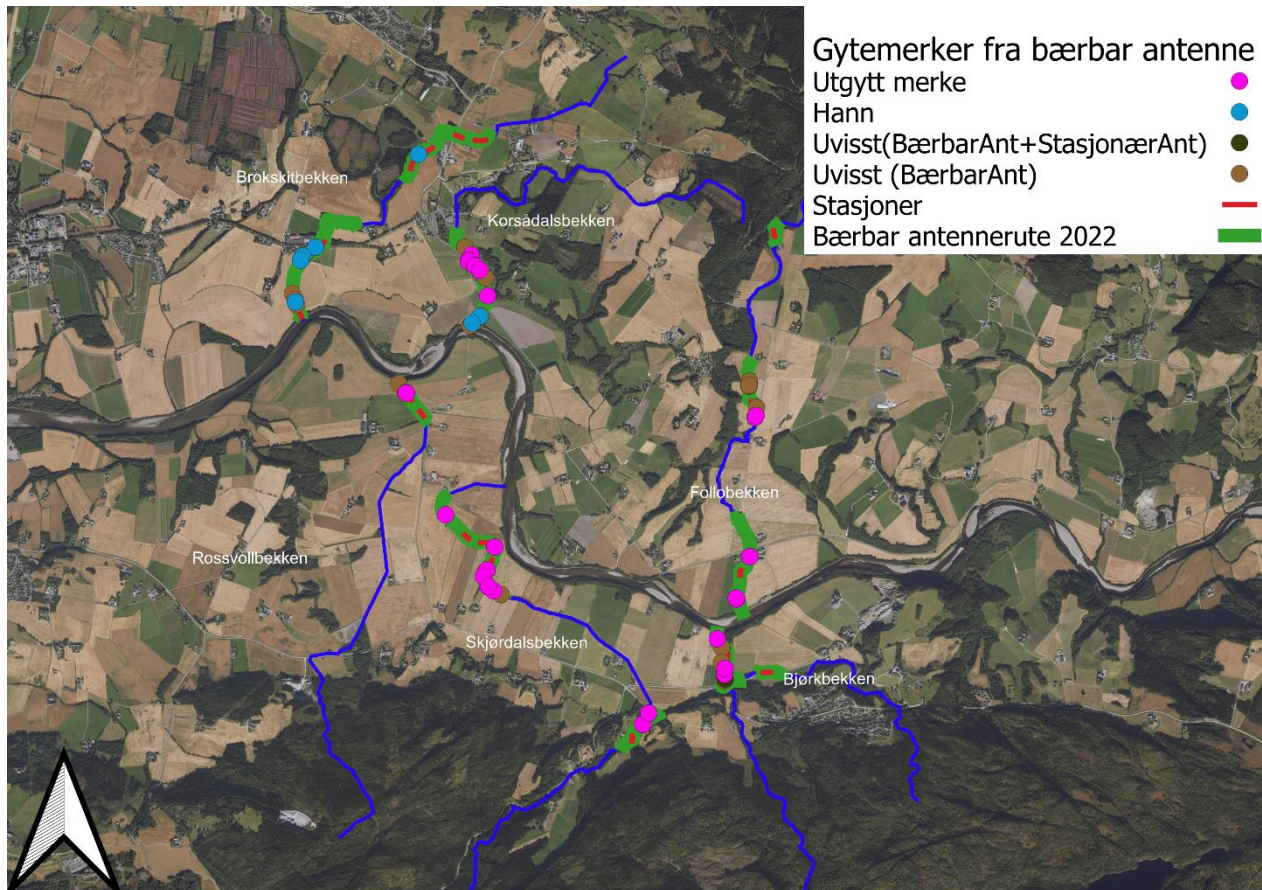 Gytemerker fra bærbar antenne
Utgytt merke
Hann
Uvisst(BærbarAnt+StasjonærAnt)
Uvisst (BærbarAnt)
Stasjoner
Bærbar antennerute 2022
Brokskitbekken
Korsådalsbekken
Follobekken
Rossvollbekken
Skjørdalsbekken
Bjørkbekken